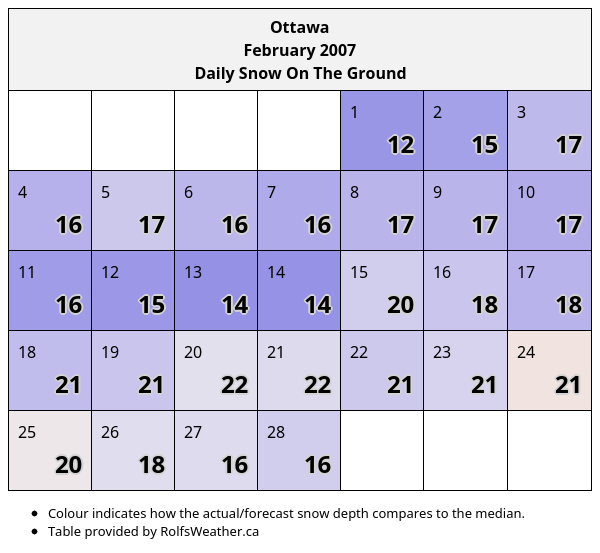 Ottawa
February 2007
Daily Snow On The Ground
1 2 3
12 15 17
4 5 6 7 8 9 10
16 17 16 16 17 17 17
11 12 13 14 15 16 17
16 15 14 14 20 18 18
18 19 20 21 22 23 24
21 21 22 22 21 21 21
25 26 27 28
20 18 16 16
Colour indicates how the actual/forecast snow depth compares to the median.
Table provided by RolfsWeather.ca